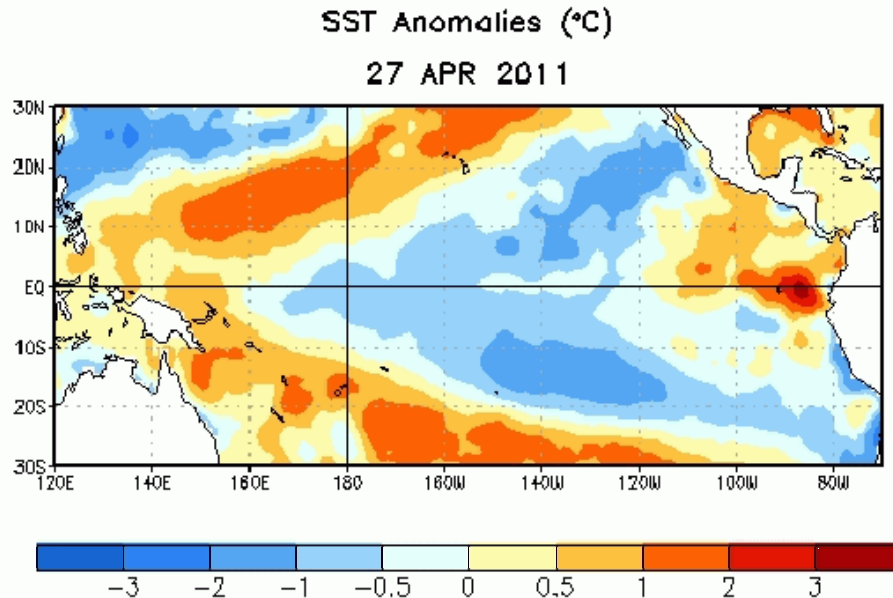 SST Anomalies (°C)
27 APR 2011
30N
20N
10N
EQ
10S
20S
30S
120E 140E 160E 180 160W 140W 120W 100W 80W
-3 -2 -1 -0.5 0 0.5 1 2 3